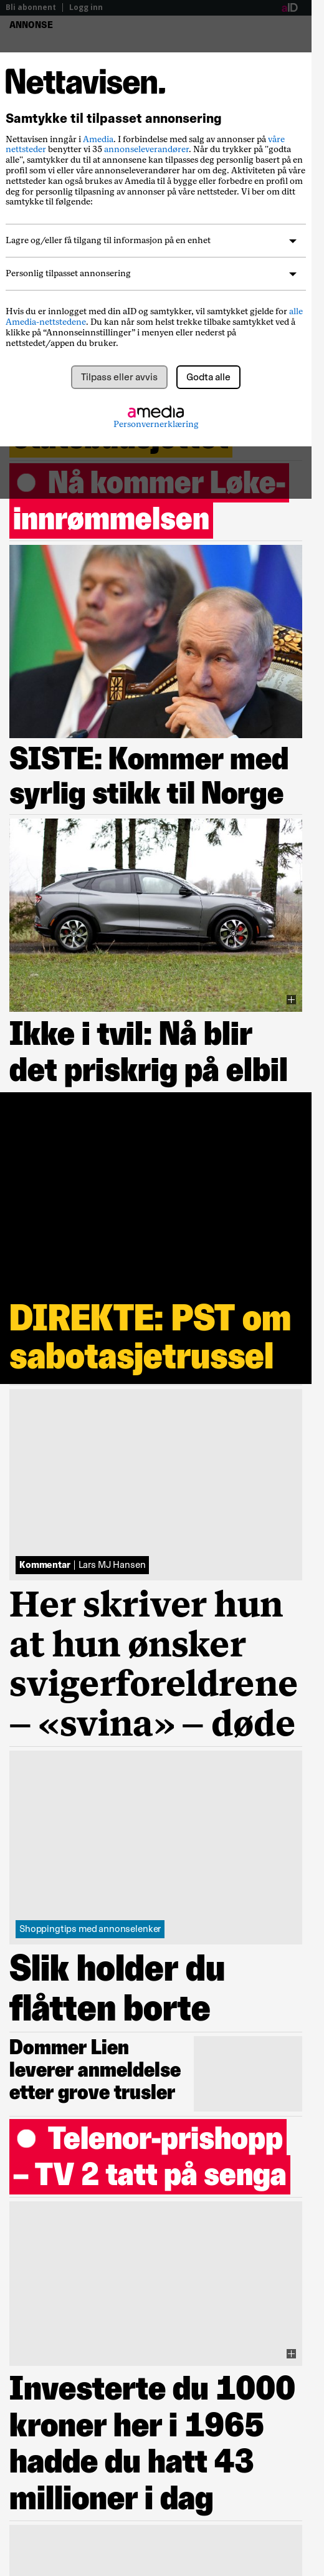 Bli abonnent | Logg inn aID
ANNONSE
Nettavisen.
Samtykke til tilpasset annonsering
Nettavisen inngår i Amedia. I forbindelse med salg av annonser på våre
nettsteder benytter vi 35 annonseleverandører. Når du trykker på "godta
alle", samtykker du til at annonsene kan tilpasses deg personlig basert på en
profil som vi eller våre annonseleverandører har om deg. Aktiviteten på våre
nettsteder kan også brukes av Amedia til å bygge eller forbedre en profil om
deg for personlig tilpasning av annonser på våre nettsteder. Vi ber om ditt
samtykke til følgende:
Lagre og/eller få tilgang til informasjon på en enhet
Personlig tilpasset annonsering
Hvis du er innlogget med din aID og samtykker, vil samtykket gjelde for alle
Amedia-nettstedene. Du kan når som helst trekke tilbake samtykket ved å
klikke på “Annonseinnstillinger” i menyen eller nederst på
nettstedet/appen du bruker.
Tilpass eller avvis Godta alle
amedia
Personvernerklæring
Nå kommer Løke-
innrømmelsen
SISTE: Kommer med
syrlig stikk til Norge
Ikke i tvil: Nå blir
det priskrig på elbil
DIREKTE: PST om
sabotasjetrussel
Kommentar | Lars MJ Hansen
Her skriver hun
at hun ønsker
svigerforeldrene
– «svina» – døde
Shoppingtips med annonselenker
Slik holder du
flåtten borte
Dommer Lien
leverer anmeldelse
etter grove trusler
Telenor-prishopp
– TV 2 tatt på senga
Investerte du 1000
kroner her i 1965
hadde du hatt 43
millioner i dag